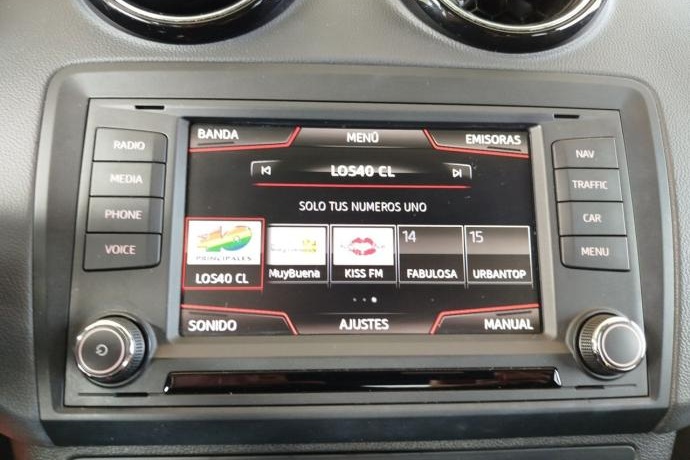 BANDA MENÚ EMISORAS
RADIO NAV
LOS40 CL
MEDIA TRAFFIC
SOLO TUS NUMEROS UNO
PHONE CAR
14 15
VOICE MENU
PRINCIPALES
LOS40 CL MuyBuena KISS FM FABULOSA URBANTOP
SONIDO AJUSTES MANUAL